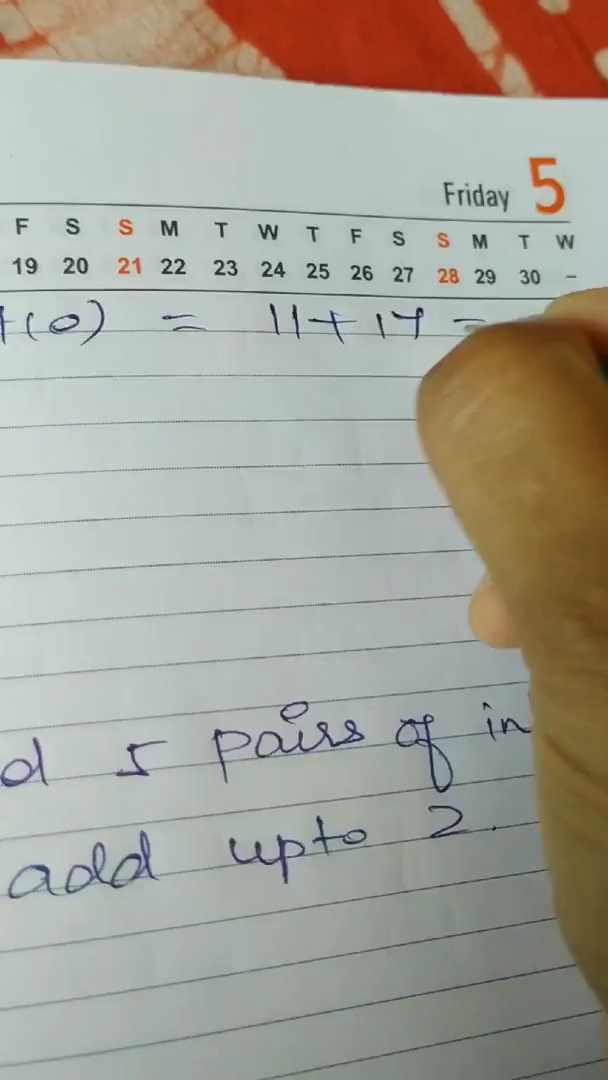 Friday 5
F S S M T W T F S S M T W
19 20 21 22 23 24 25 26 27 28 29 30 –
+(0) = 11+17 =
d 5 pairs of in
add upto 2.